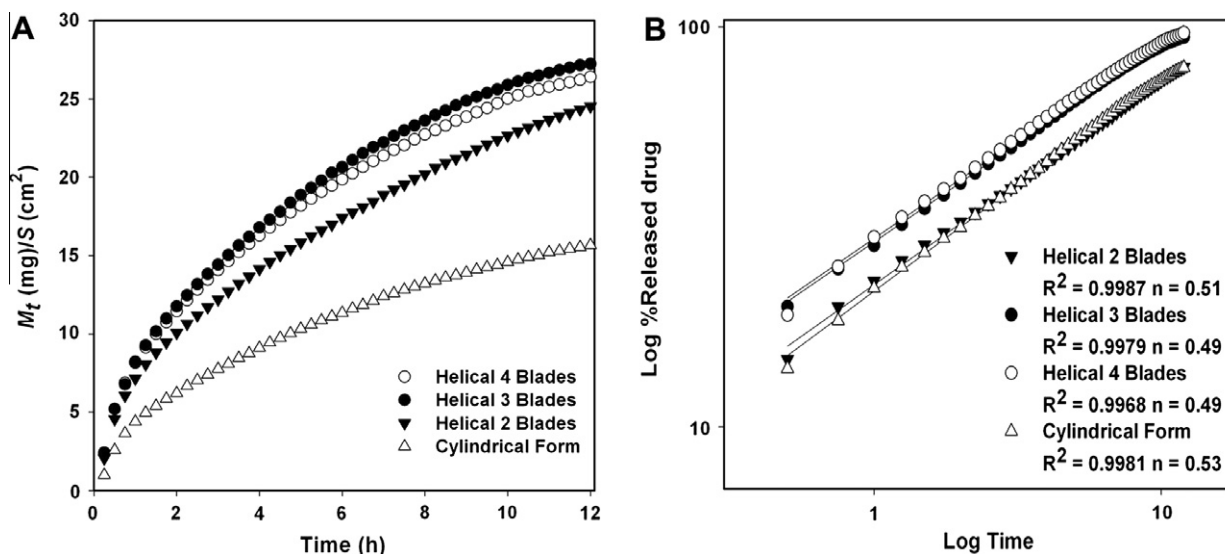 A
30
25
20
15
10
5
0
M_t (mg)/S (cm²)
0 2 4 6 8 10 12
Time (h)
Helical 4 Blades
Helical 3 Blades
Helical 2 Blades
Cylindrical Form
B
100
10
Log %Released drug
1 10
Log Time
Helical 2 Blades
R² = 0.9987 n = 0.51
Helical 3 Blades
R² = 0.9979 n = 0.49
Helical 4 Blades
R² = 0.9968 n = 0.49
Cylindrical Form
R² = 0.9981 n = 0.53